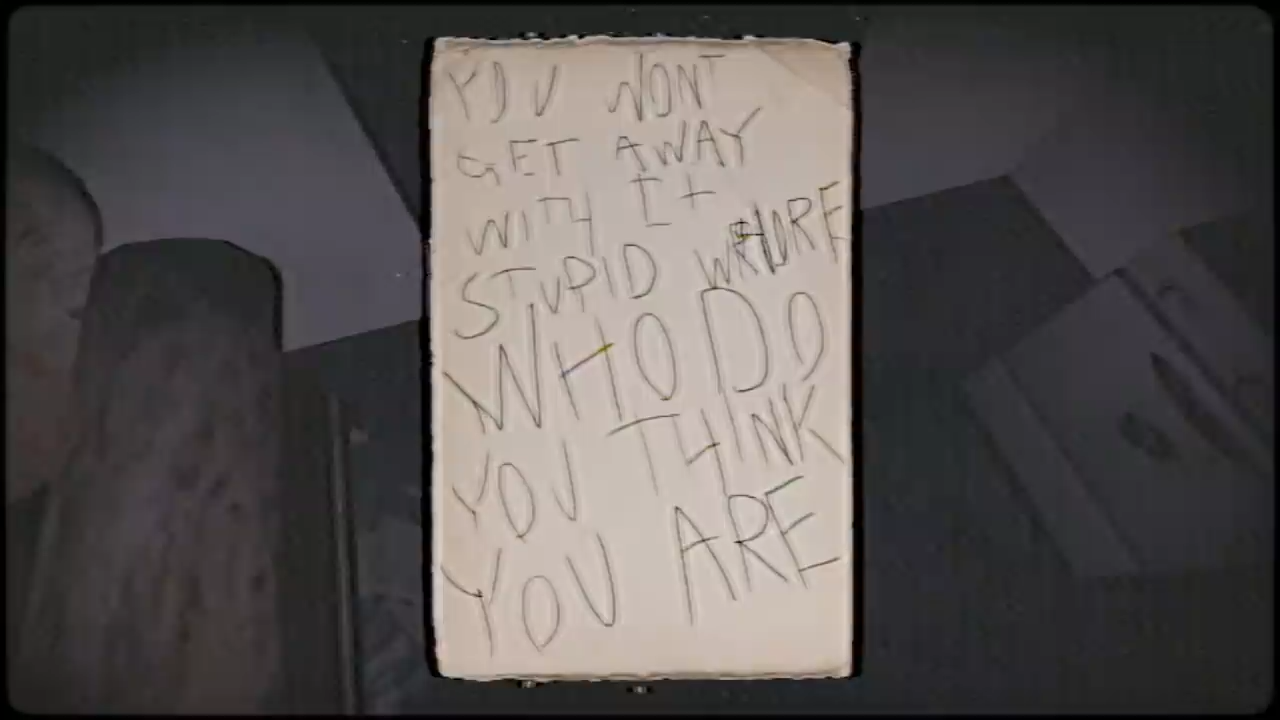 YOU WONT
GET AWAY
WITH It
STUPID WHORE
WHO DO
YOU THINK
YOU ARE